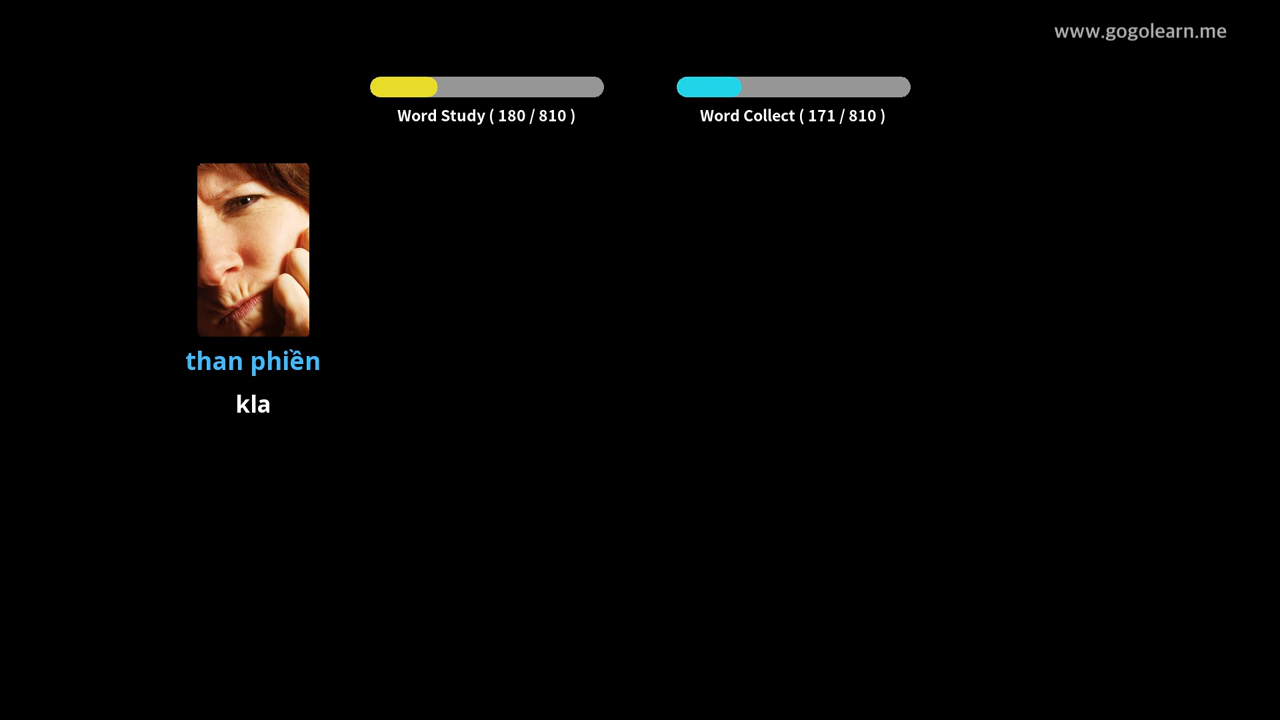 www.gogolearn.me
Word Study ( 180 / 810 )
Word Collect ( 171 / 810 )
than phiền
kla